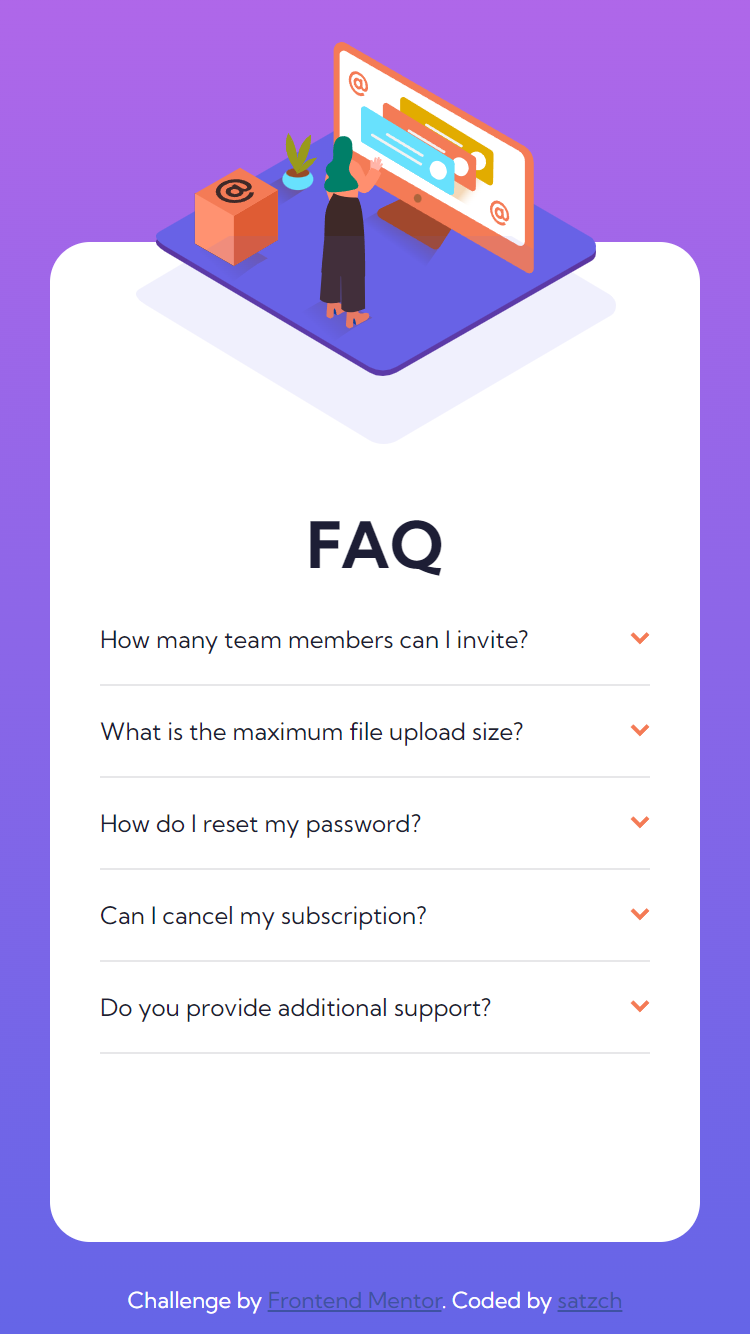 @
@
@
FAQ
How many team members can I invite?
What is the maximum file upload size?
How do I reset my password?
Can I cancel my subscription?
Do you provide additional support?
Challenge by Frontend Mentor. Coded by satzch